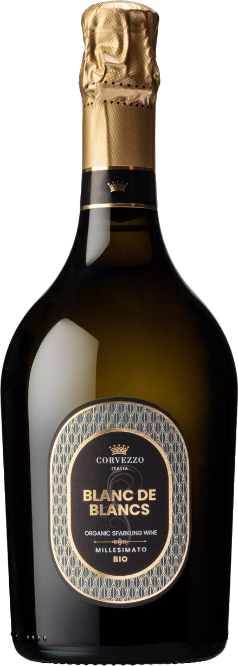 CORVEZZO
ITALIA
BLANC DE
BLANCS
ORGANIC SPARKLING WINE
MILLESIMATO
BIO